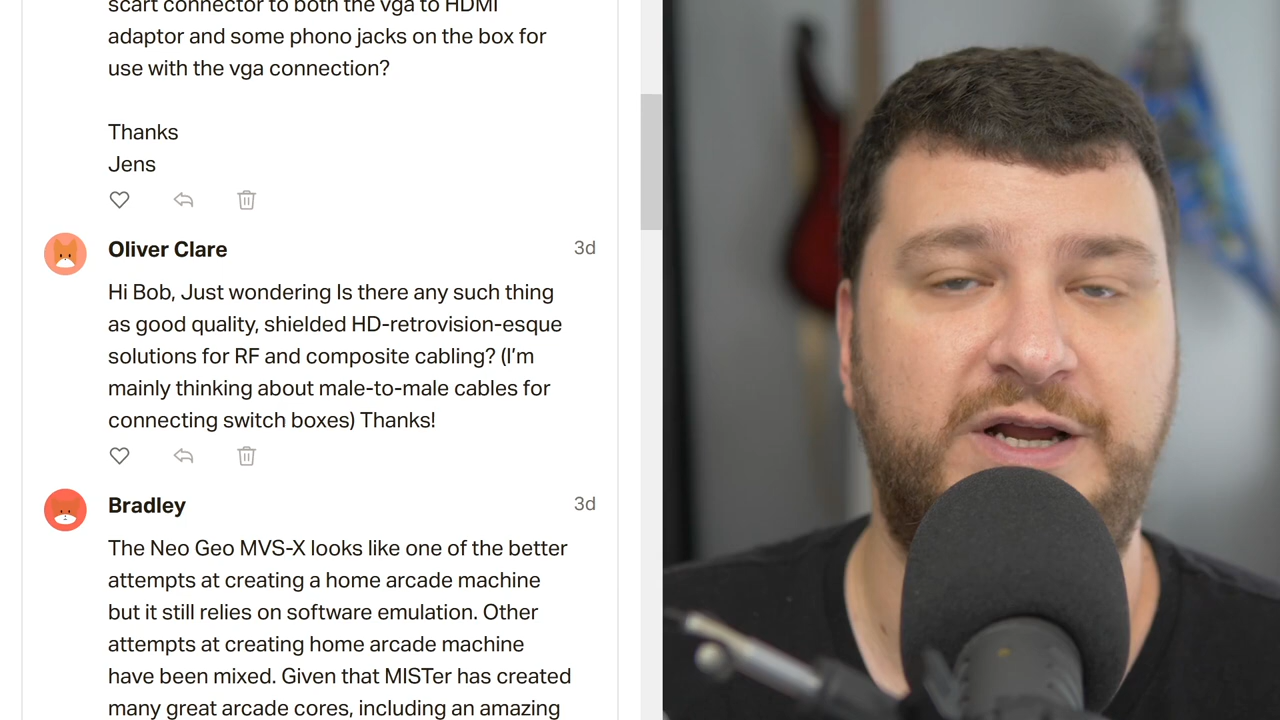 scart connector to both the vga to HDMI
adaptor and some phono jacks on the box for
use with the vga connection?
Thanks
Jens
Oliver Clare 3d
Hi Bob, Just wondering Is there any such thing
as good quality, shielded HD-retrovision-esque
solutions for RF and composite cabling? (I’m
mainly thinking about male-to-male cables for
connecting switch boxes) Thanks!
Bradley 3d
The Neo Geo MVS-X looks like one of the better
attempts at creating a home arcade machine
but it still relies on software emulation. Other
attempts at creating home arcade machine
have been mixed. Given that MISTer has created
many great arcade cores, including an amazing